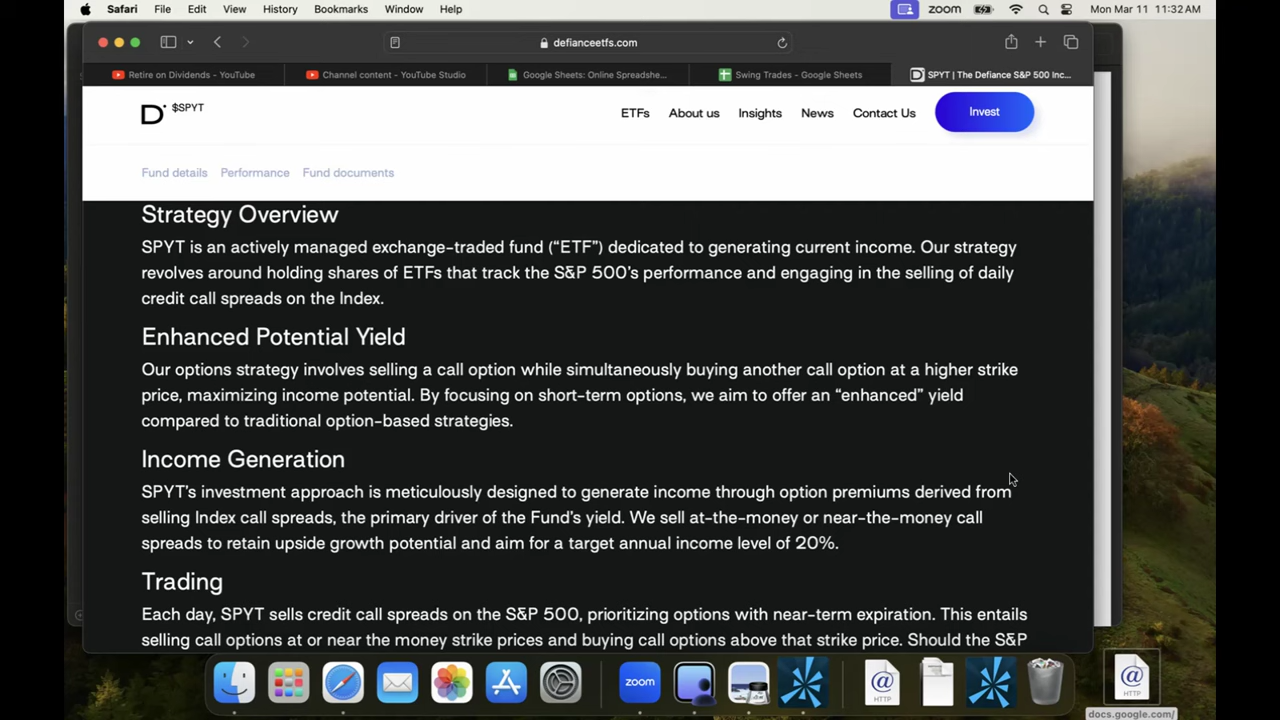 Safari File Edit View History Bookmarks Window Help zoom Mon Mar 11 11:32 AM
defianceetfs.com
Retire on Dividends - YouTube Channel content - YouTube Studio Google Sheets: Online Spreadshe... Swing Trades - Google Sheets SPYT | The Defiance S&P 500 Inc...
D $SPYT ETFs About us Insights News Contact Us Invest
Fund details Performance Fund documents
Strategy Overview
SPYT is an actively managed exchange-traded fund (“ETF”) dedicated to generating current income. Our strategy
revolves around holding shares of ETFs that track the S&P 500’s performance and engaging in the selling of daily
credit call spreads on the Index.
Enhanced Potential Yield
Our options strategy involves selling a call option while simultaneously buying another call option at a higher strike
price, maximizing income potential. By focusing on short-term options, we aim to offer an “enhanced” yield
compared to traditional option-based strategies.
Income Generation
SPYT’s investment approach is meticulously designed to generate income through option premiums derived from
selling Index call spreads, the primary driver of the Fund’s yield. We sell at-the-money or near-the-money call
spreads to retain upside growth potential and aim for a target annual income level of 20%.
Trading
Each day, SPYT sells credit call spreads on the S&P 500, prioritizing options with near-term expiration. This entails
selling call options at or near the money strike prices and buying call options above that strike price. Should the S&P
zoom @ HTTP @ HTTP
docs.google.com/